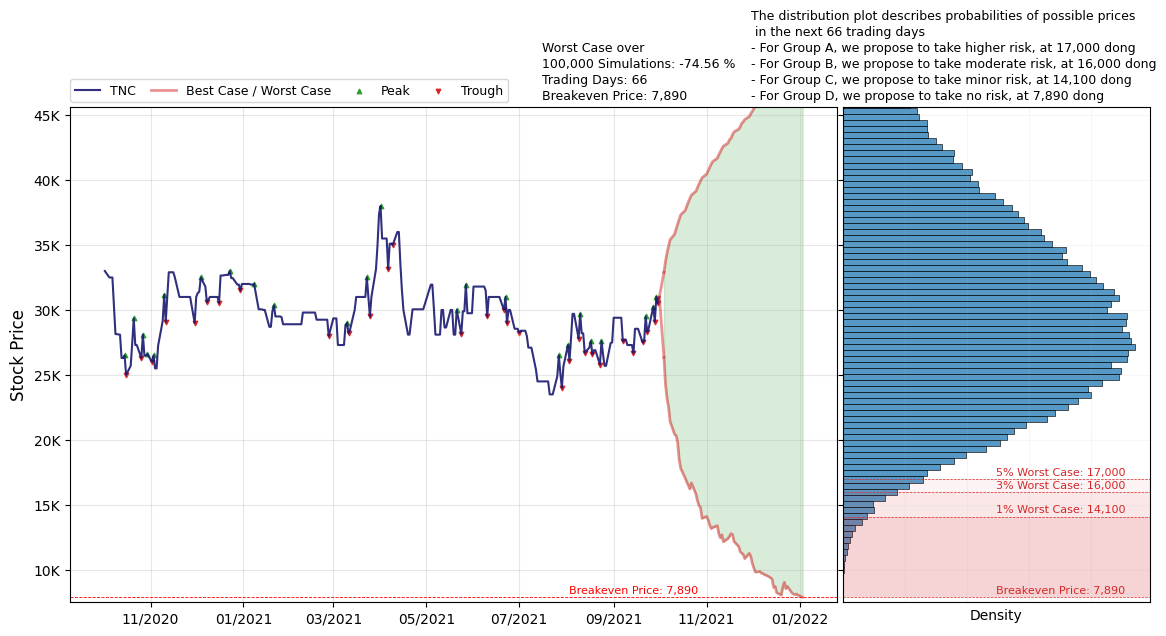 The distribution plot describes probabilities of possible prices
in the next 66 trading days
- For Group A, we propose to take higher risk, at 17,000 dong
- For Group B, we propose to take moderate risk, at 16,000 dong
- For Group C, we propose to take minor risk, at 14,100 dong
- For Group D, we propose to take no risk, at 7,890 dong
Worst Case over
100,000 Simulations: -74.56 %
Trading Days: 66
Breakeven Price: 7,890
TNC
Best Case / Worst Case
Peak
Trough
Stock Price
45K
40K
35K
30K
25K
20K
15K
10K
Breakeven Price: 7,890
11/2020
01/2021
3/2021
05/2021
07/2021
09/2021
11/2021
01/2022
5% Worst Case: 17,000
3% Worst Case: 16,000
1% Worst Case: 14,100
Breakeven Price: 7,890
Density